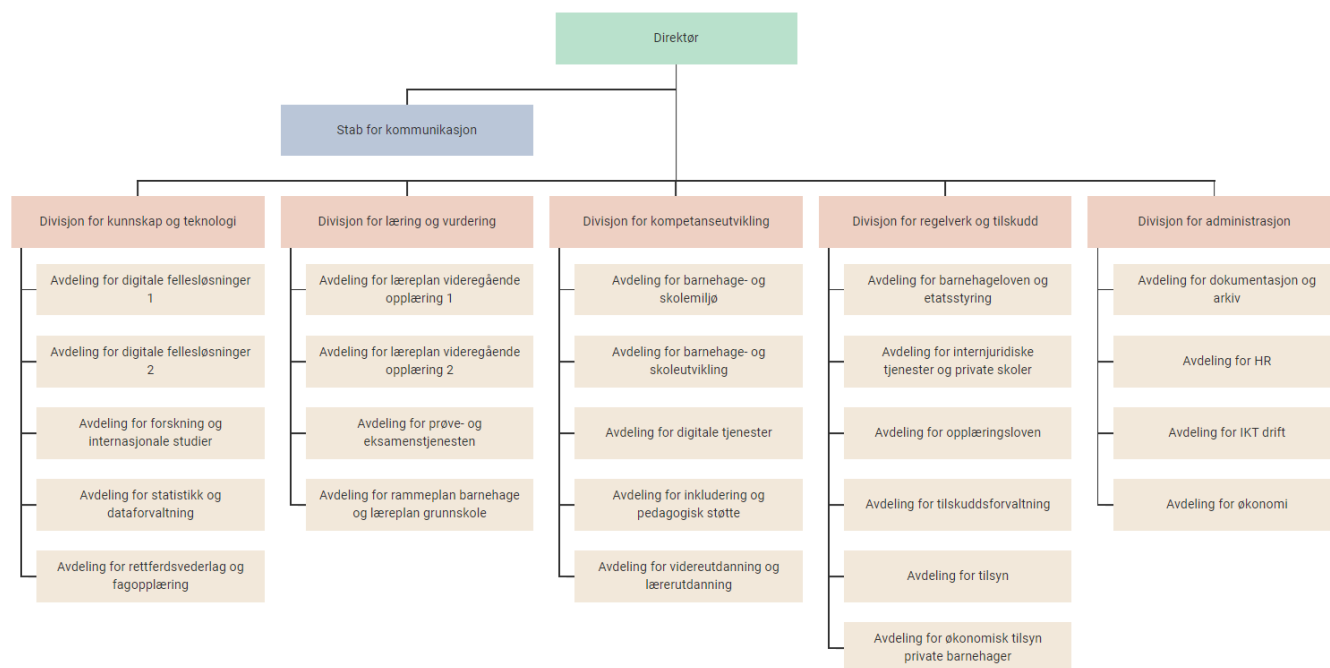 Direktør
Stab for kommunikasjon
Divisjon for kunnskap og teknologi
Avdeling for digitale fellesløsninger
1
Avdeling for digitale fellesløsninger
2
Avdeling for forskning og
internasjonale studier
Avdeling for statistikk og
dataforvaltning
Avdeling for rettferdsvederlag og
fagopplæring
Divisjon for læring og vurdering
Avdeling for læreplan videregående
opplæring 1
Avdeling for læreplan videregående
opplæring 2
Avdeling for prøve- og
eksamenstjenesten
Avdeling for rammeplan barnehage
og læreplan grunnskole
Divisjon for kompetanseutvikling
Avdeling for barnehage- og
skolemiljø
Avdeling for barnehage- og
skoleutvikling
Avdeling for digitale tjenester
Avdeling for inkludering og
pedagogisk støtte
Avdeling for videreutdanning og
lærerutdanning
Divisjon for regelverk og tilskudd
Avdeling for barnehageloven og
etatsstyring
Avdeling for internjuridiske
tjenester og private skoler
Avdeling for opplæringsloven
Avdeling for tilskuddsforvaltning
Avdeling for tilsyn
Avdeling for økonomisk tilsyn
private barnehager
Divisjon for administrasjon
Avdeling for dokumentasjon og
arkiv
Avdeling for HR
Avdeling for IKT drift
Avdeling for økonomi